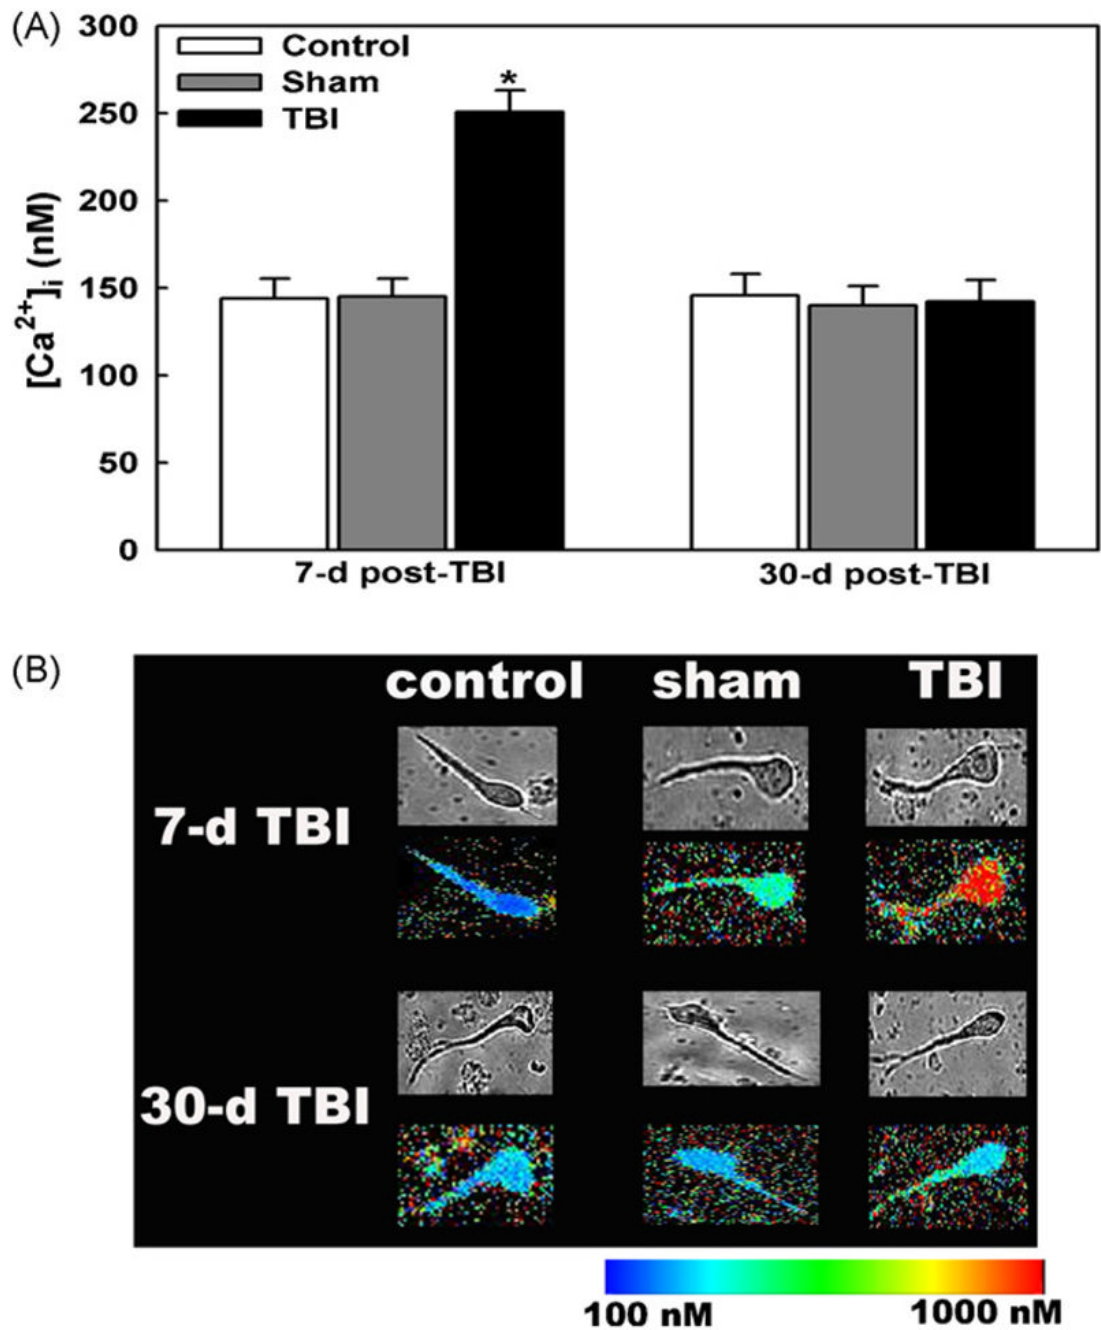 (A)
300
250
200
150
100
50
0
[Ca²⁺]ᵢ (nM)
Control
Sham
TBI
*
7-d post-TBI 30-d post-TBI
(B)
control sham TBI
7-d TBI
30-d TBI
100 nM 1000 nM